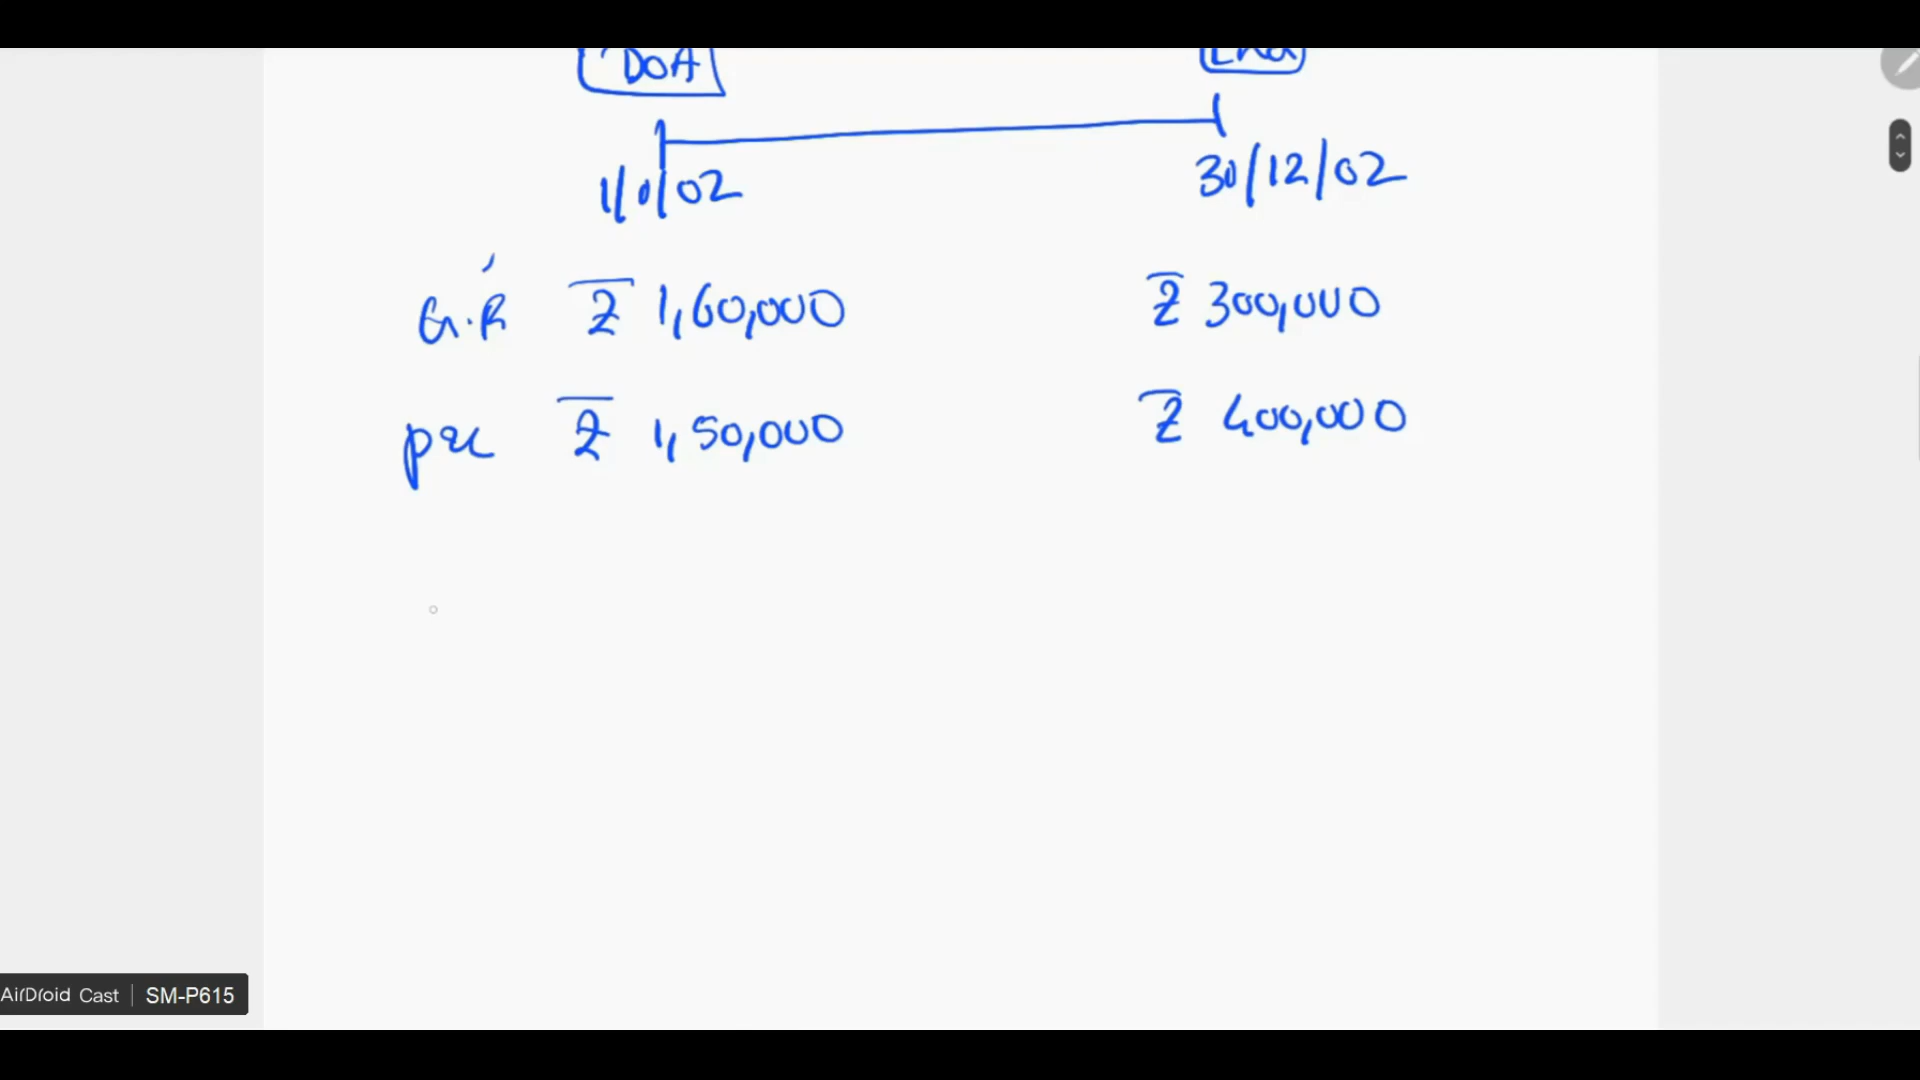 DOA End
1/1/02 30/12/02
G.R ₹ 1,60,000 ₹ 300,000
P&L ₹ 1,50,000 ₹ 400,000
AirDroid Cast | SM-P615